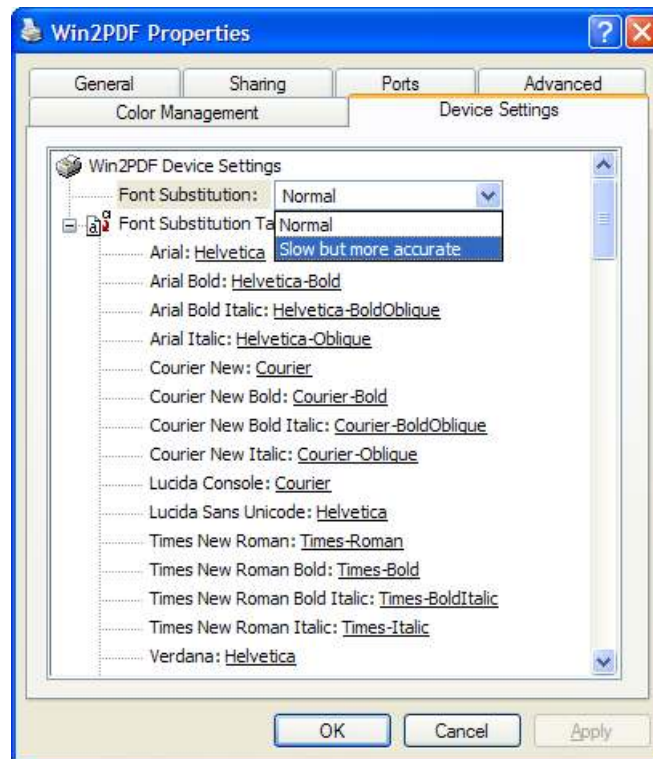 Win2PDF Properties
General Sharing Ports Advanced
Color Management Device Settings
Win2PDF Device Settings
Font Substitution: Normal
Font Substitution Ta Normal
Slow but more accurate
Arial: Helvetica
Arial Bold: Helvetica-Bold
Arial Bold Italic: Helvetica-BoldOblique
Arial Italic: Helvetica-Oblique
Courier New: Courier
Courier New Bold: Courier-Bold
Courier New Bold Italic: Courier-BoldOblique
Courier New Italic: Courier-Oblique
Lucida Console: Courier
Lucida Sans Unicode: Helvetica
Times New Roman: Times-Roman
Times New Roman Bold: Times-Bold
Times New Roman Bold Italic: Times-BoldItalic
Times New Roman Italic: Times-Italic
Verdana: Helvetica
OK Cancel Apply